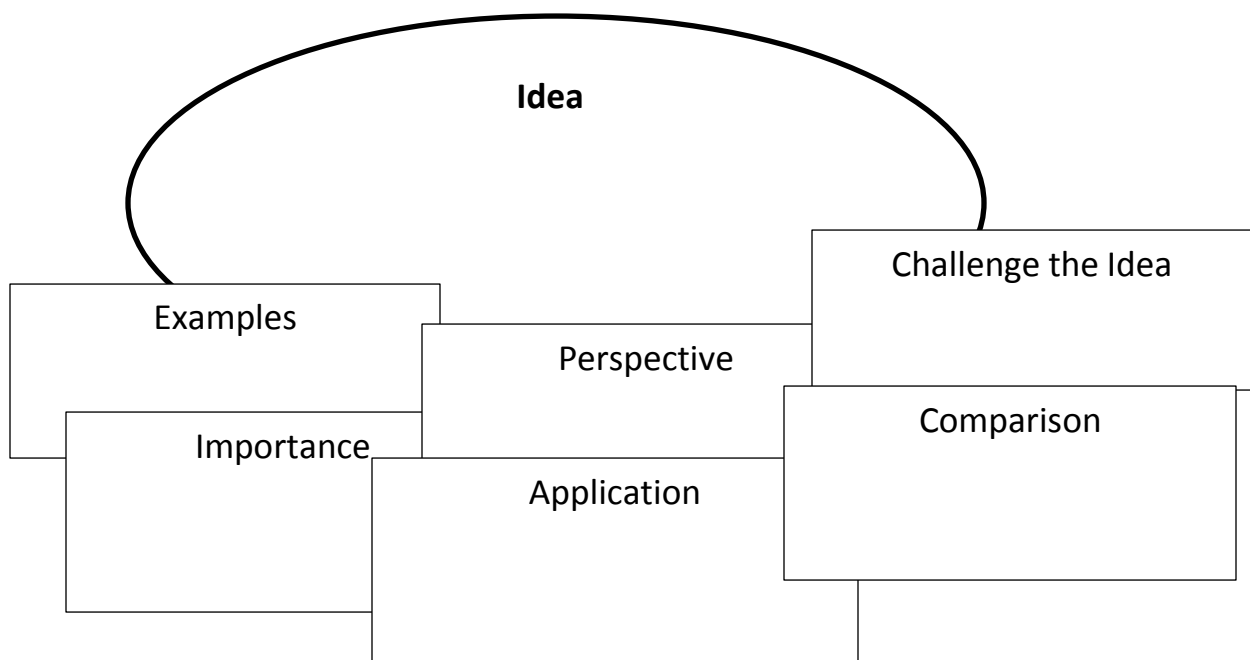 Idea
Challenge the Idea
Examples
Perspective
Comparison
Importance
Application